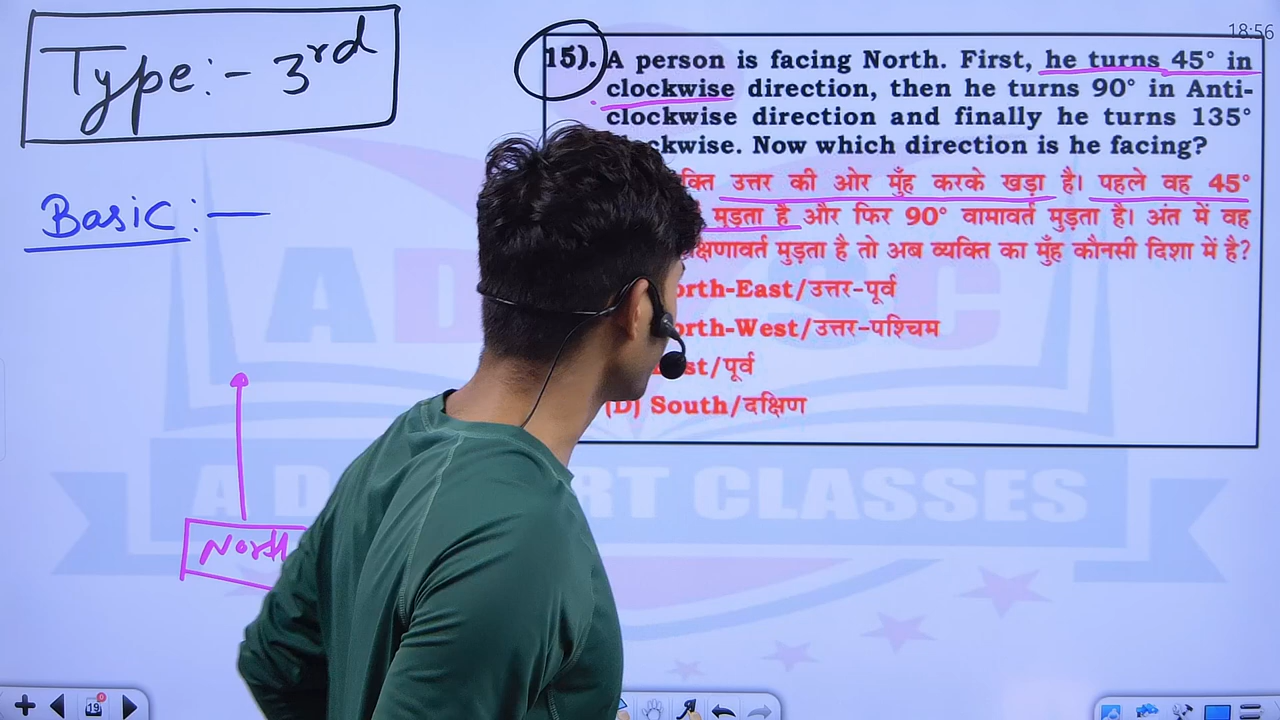 18:56
Type:- 3rd
Basic:-
15). A person is facing North. First, he turns 45° in
clockwise direction, then he turns 90° in Anti-
clockwise direction and finally he turns 135°
ckwise. Now which direction is he facing?
क्ति उत्तर की ओर मुँह करके खड़ा है। पहले वह 45°
मुड़ता है और फिर 90° वामावर्त मुड़ता है। अंत में वह
क्षणावर्त मुड़ता है तो अब व्यक्ति का मुँह कौनसी दिशा में है?
orth-East/उत्तर-पूर्व
orth-West/उत्तर-पश्चिम
st/पूर्व
(D) South/दक्षिण
North
CLASSES
19